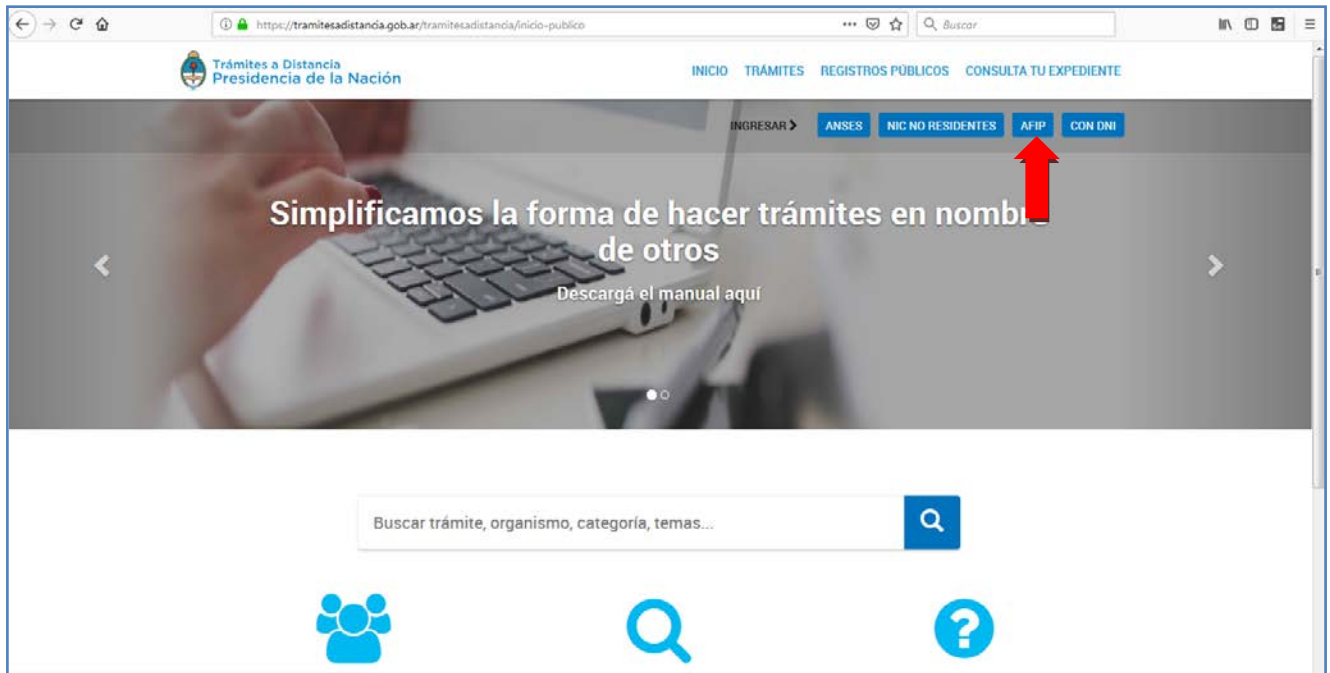 https://tramitesadistancia.gob.ar/tramitesadistancia/inicio-publico
Buscar
Trámites a Distancia
Presidencia de la Nación
INICIO TRÁMITES REGISTROS PÚBLICOS CONSULTA TU EXPEDIENTE
INGRESAR ANSES NIC NO RESIDENTES AFIP CON DNI
Simplificamos la forma de hacer trámites en nombre
de otros
Descargá el manual aquí
Buscar trámite, organismo, categoría, temas...